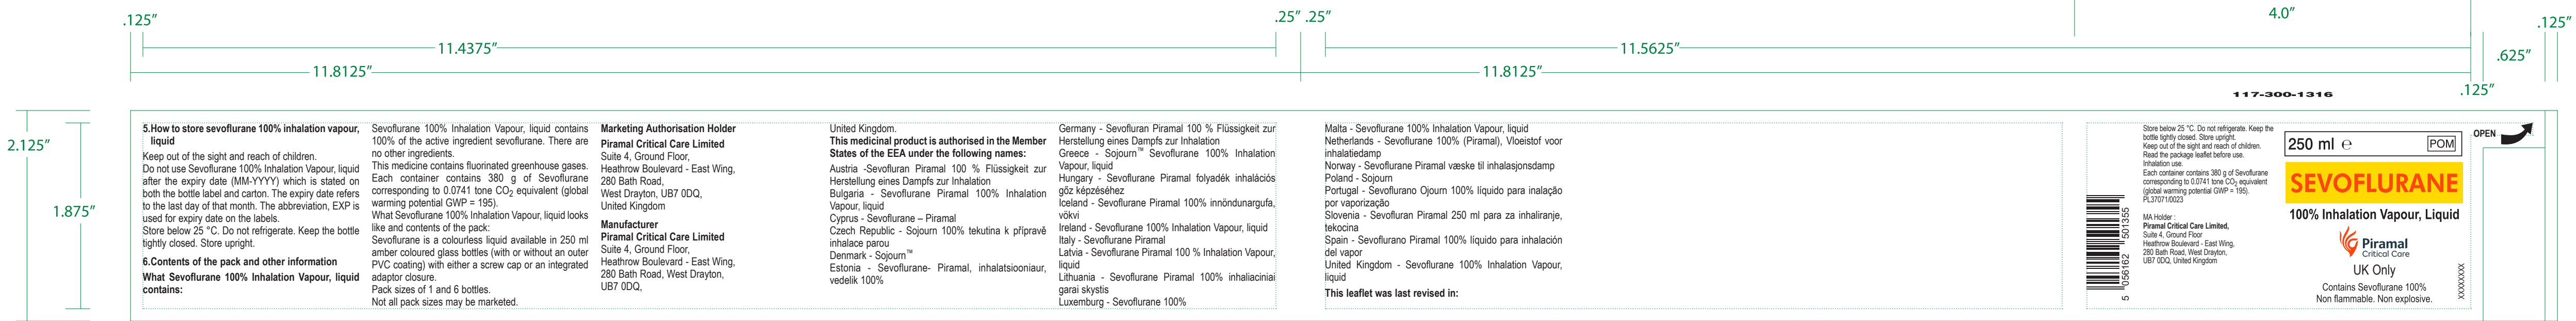 .125"
.25" .25"
4.0"
.125"
11.4375"
11.5625"
.625"
11.8125"
11.8125"
.125"
117-300-1316
2.125"
1.875"
5.How to store sevoflurane 100% inhalation vapour,
liquid
Keep out of the sight and reach of children.
Do not use Sevoflurane 100% Inhalation Vapour, liquid
after the expiry date (MM-YYYY) which is stated on
both the bottle label and carton. The expiry date refers
to the last day of that month. The abbreviation, EXP is
used for expiry date on the labels.
Store below 25 °C. Do not refrigerate. Keep the bottle
tightly closed. Store upright.
6.Contents of the pack and other information
What Sevoflurane 100% Inhalation Vapour, liquid
contains:
Sevoflurane 100% Inhalation Vapour, liquid contains
100% of the active ingredient sevoflurane. There are
no other ingredients.
This medicine contains fluorinated greenhouse gases.
Each container contains 380 g of Sevoflurane
corresponding to 0.0741 tone CO₂ equivalent (global
warming potential GWP = 195).
What Sevoflurane 100% Inhalation Vapour, liquid looks
like and contents of the pack:
Sevoflurane is a colourless liquid available in 250 ml
amber coloured glass bottles (with or without an outer
PVC coating) with either a screw cap or an integrated
adaptor closure.
Pack sizes of 1 and 6 bottles.
Not all pack sizes may be marketed.
Marketing Authorisation Holder
Piramal Critical Care Limited
Suite 4, Ground Floor,
Heathrow Boulevard - East Wing,
280 Bath Road,
West Drayton, UB7 0DQ,
United Kingdom
Manufacturer
Piramal Critical Care Limited
Suite 4, Ground Floor,
Heathrow Boulevard - East Wing,
280 Bath Road, West Drayton,
UB7 0DQ,
United Kingdom.
This medicinal product is authorised in the Member
States of the EEA under the following names:
Austria -Sevofluran Piramal 100 % Flüssigkeit zur
Herstellung eines Dampfs zur Inhalation
Bulgaria - Sevoflurane Piramal 100% Inhalation
Vapour, liquid
Cyprus - Sevoflurane – Piramal
Czech Republic - Sojourn 100% tekutina k přípravě
inhalace parou
Denmark - Sojourn™
Estonia - Sevoflurane- Piramal, inhalatsiooniaur,
vedelik 100%
Germany - Sevofluran Piramal 100 % Flüssigkeit zur
Herstellung eines Dampfs zur Inhalation
Greece - Sojourn™ Sevoflurane 100% Inhalation
Vapour, liquid
Hungary - Sevoflurane Piramal folyadék inhalációs
gőz képzéséhez
Iceland - Sevoflurane Piramal 100% innöndunargufa,
vökvi
Ireland - Sevoflurane 100% Inhalation Vapour, liquid
Italy - Sevoflurane Piramal
Latvia - Sevoflurane Piramal 100 % Inhalation Vapour,
liquid
Lithuania - Sevoflurane Piramal 100% inhaliaciniai
garai skystis
Luxemburg - Sevoflurane 100%
Malta - Sevoflurane 100% Inhalation Vapour, liquid
Netherlands - Sevoflurane 100% (Piramal), Vloeistof voor
inhalatiedamp
Norway - Sevoflurane Piramal væske til inhalasjonsdamp
Poland - Sojourn
Portugal - Sevoflurano Ojourn 100% líquido para inalação
por vaporização
Slovenia - Sevofluran Piramal 250 ml para za inhaliranje,
tekocina
Spain - Sevoflurano Piramal 100% líquido para inhalación
del vapor
United Kingdom - Sevoflurane 100% Inhalation Vapour,
liquid
This leaflet was last revised in:
Store below 25 °C. Do not refrigerate. Keep the
bottle tightly closed. Store upright.
Keep out of the sight and reach of children.
Read the package leaflet before use.
Inhalation use.
Each container contains 380 g of Sevoflurane
corresponding to 0.0741 tone CO₂ equivalent
(global warming potential GWP = 195).
PL37071/0023
MA Holder :
Piramal Critical Care Limited,
Suite 4, Ground Floor
Heathrow Boulevard - East Wing,
280 Bath Road, West Drayton,
UB7 0DQ, United Kingdom
5 056162 501355
250 ml ℮
POM
SEVOFLURANE
100% Inhalation Vapour, Liquid
Piramal
Critical Care
UK Only
Contains Sevoflurane 100%
Non flammable. Non explosive.
XXXXXXX
OPEN